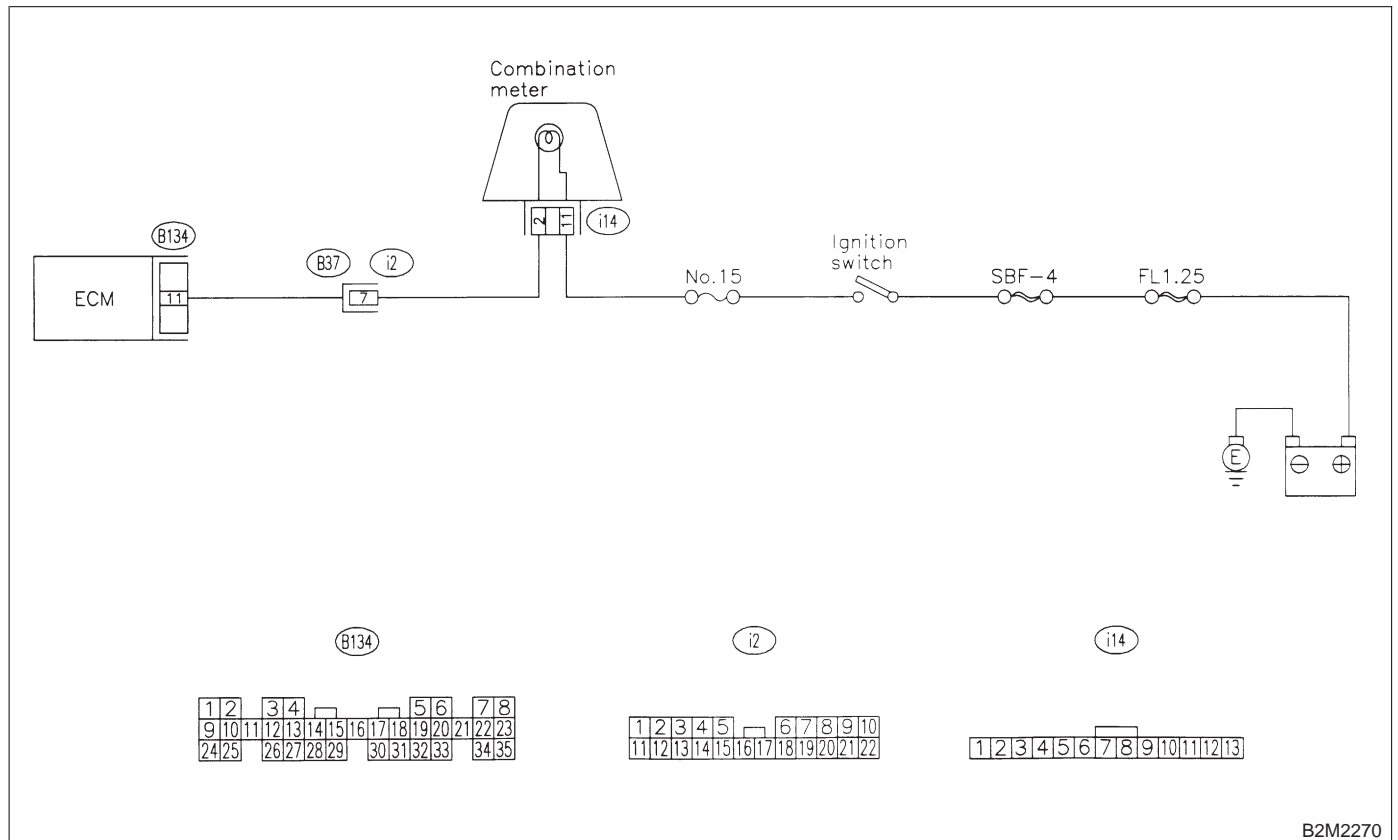 Combination
meter
B134
B37
i2
2
11
i14
Ignition
switch
ECM
11
7
No.15
SBF-4
FL1.25
E
B134
i2
i14
1 2 3 4 5 6 7 8
9 10 11 12 13 14 15 16 17 18 19 20 21 22 23
24 25 26 27 28 29 30 31 32 33 34 35
1 2 3 4 5 6 7 8 9 10
11 12 13 14 15 16 17 18 19 20 21 22
1 2 3 4 5 6 7 8 9 10 11 12 13
B2M2270